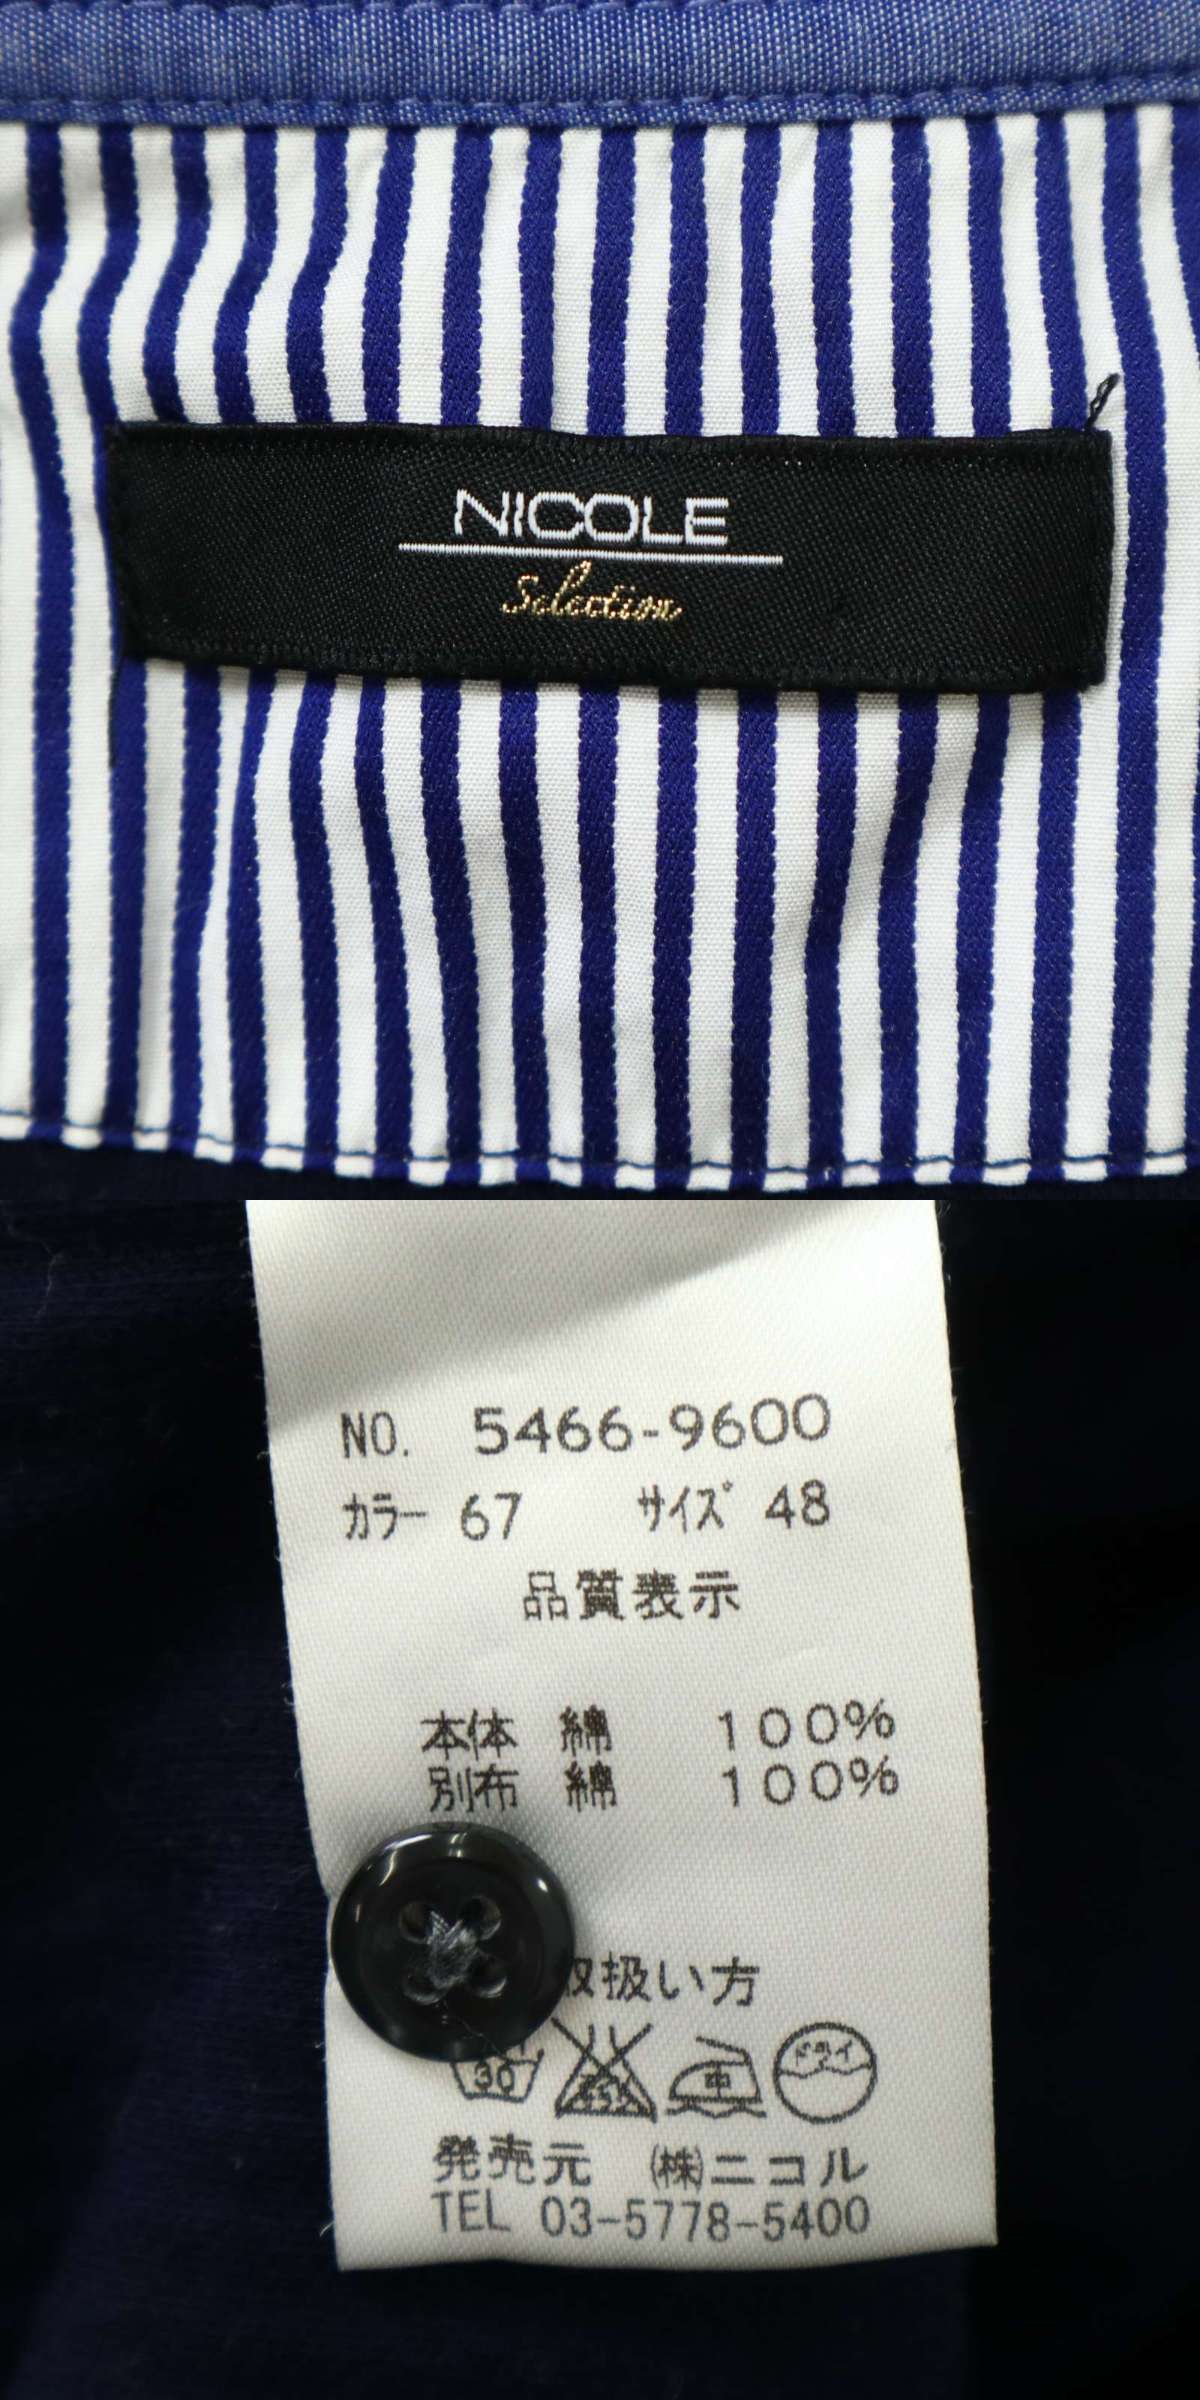 NICOLE
Selection
NO. 5466-9600
カラー 67 サイズ 48
品質表示
本体 綿 100%
別布 綿 100%
取扱い方
30 中 ドライ
発売元 (株)ニコル
TEL 03-5778-5400